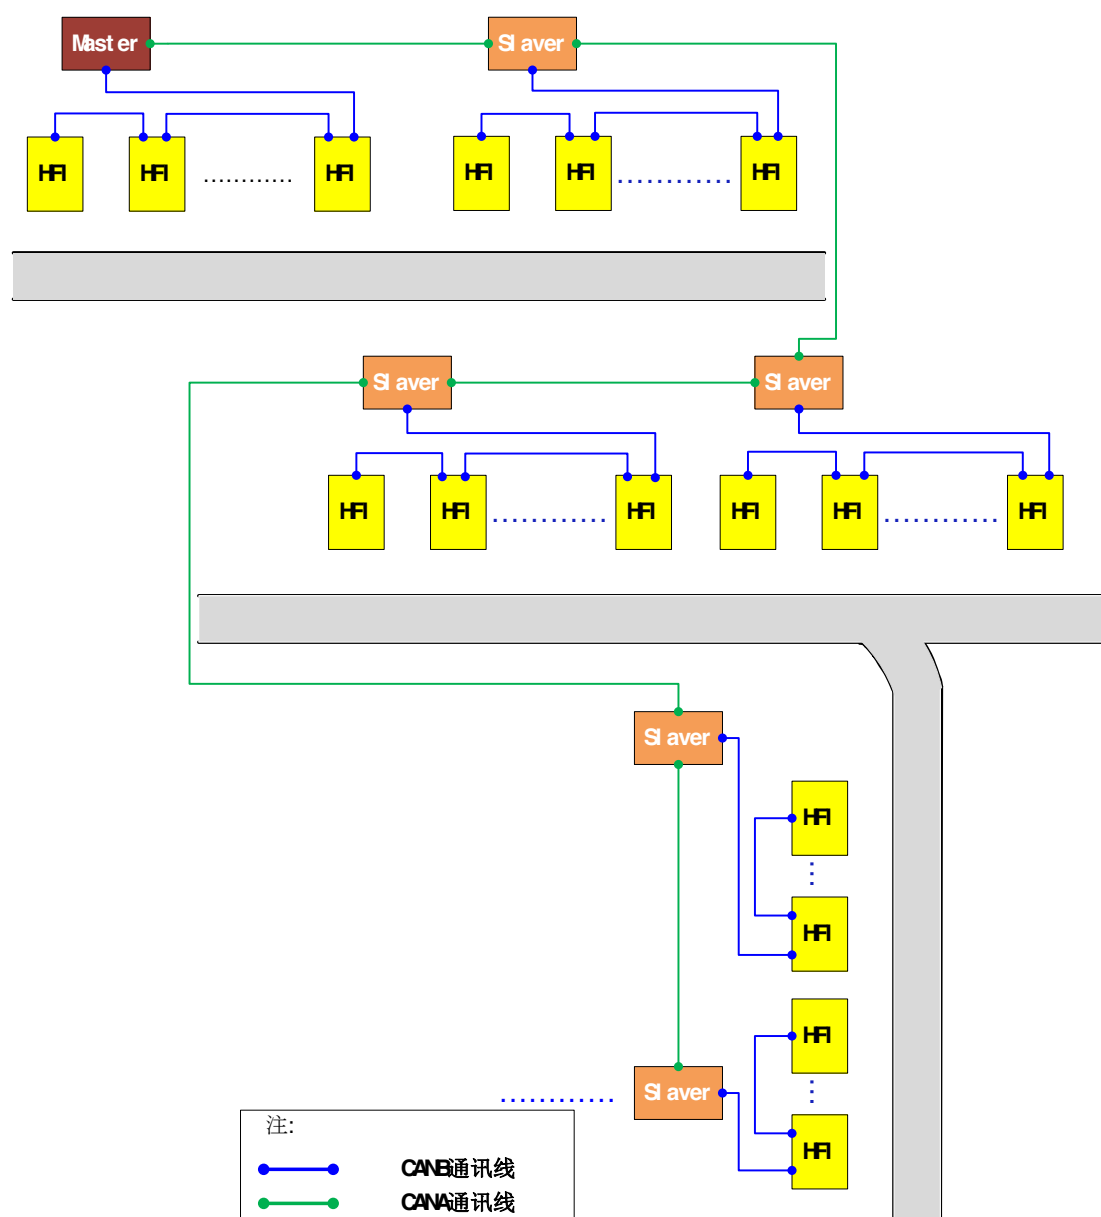 Master
Slaver
HFI
HFI
............
HFI
HFI
HFI
............
HFI
Slaver
Slaver
HFI
HFI
............
HFI
HFI
HFI
............
HFI
Slaver
HFI
......
HFI
HFI
............
Slaver
......
HFI
注:
CANB通讯线
CANA通讯线